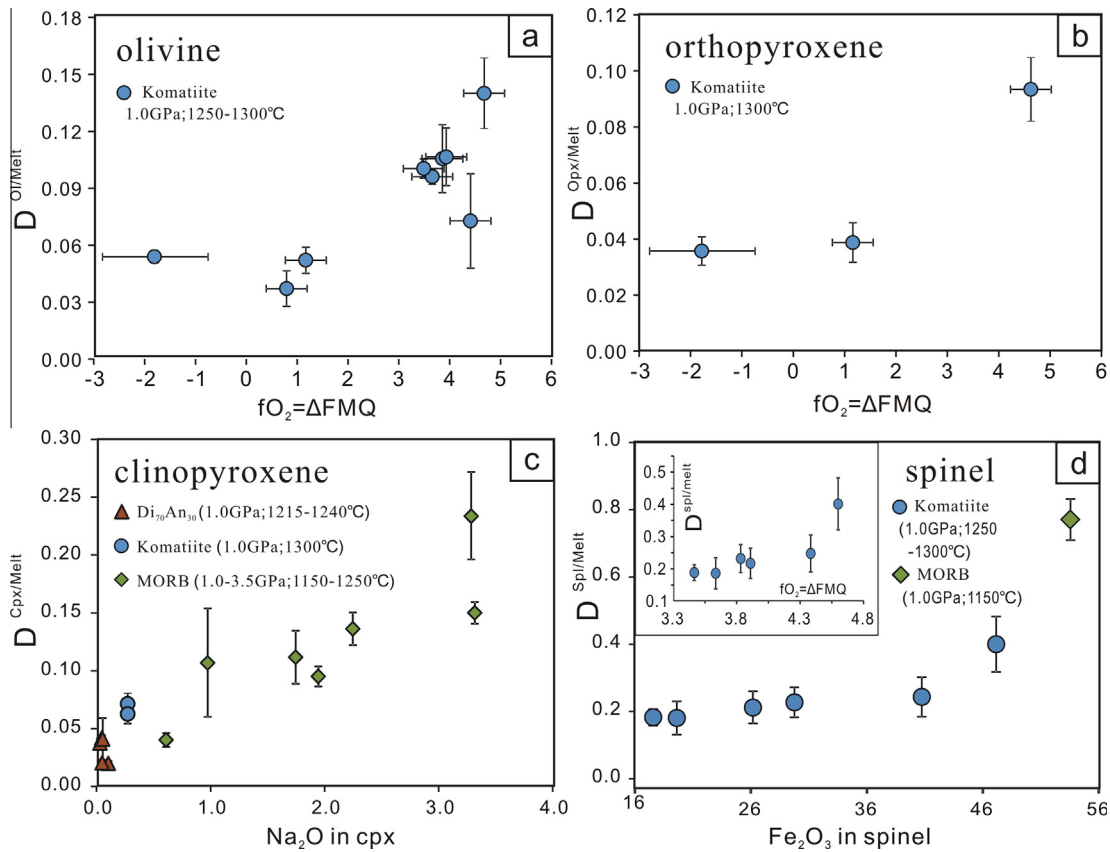 a
olivine
Komatiite
1.0GPa;1250-1300℃
D Ol/Melt
0.18
0.15
0.12
0.09
0.06
0.03
0.00
-3 -2 -1 0 1 2 3 4 5 6
fO₂=ΔFMQ
b
orthopyroxene
Komatiite
1.0GPa;1300℃
D Opx/Melt
0.12
0.10
0.08
0.06
0.04
0.02
0.00
-3 -2 -1 0 1 2 3 4 5 6
fO₂=ΔFMQ
c
clinopyroxene
Di₇₀An₃₀ (1.0GPa;1215-1240℃)
Komatiite (1.0GPa;1300℃)
MORB (1.0-3.5GPa;1150-1250℃)
D Cpx/Melt
0.30
0.25
0.20
0.15
0.10
0.05
0.00
0.0 1.0 2.0 3.0 4.0
Na₂O in cpx
d
spinel
Komatiite
(1.0GPa;1250
-1300℃)
MORB
(1.0GPa;1150℃)
D Spl/Melt
1.0
0.8
0.6
0.4
0.2
0.0
16 26 36 46 56
Fe₂O₃ in spinel
D spl/melt
0.5
0.4
0.3
0.2
0.1
fO₂=ΔFMQ
3.3 3.8 4.3 4.8